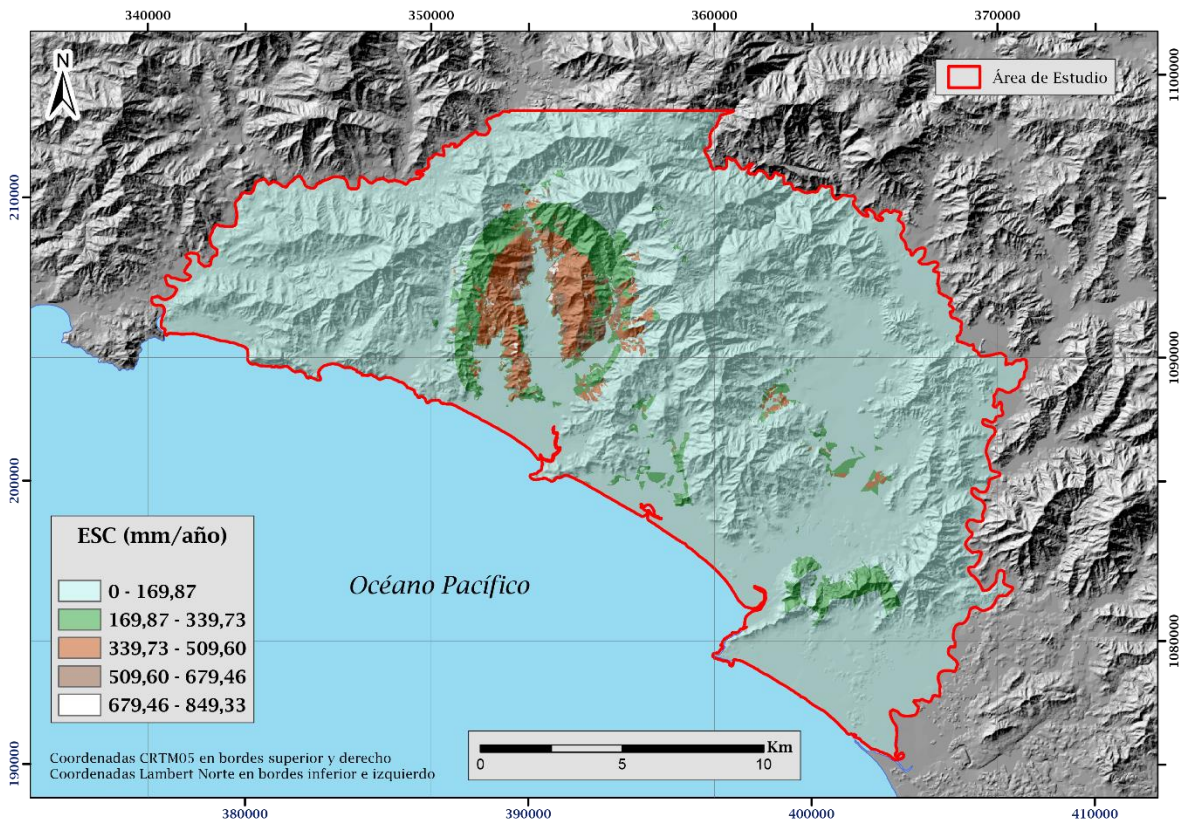 340000
350000
360000
370000
N
Área de Estudio
1100000
210000
1090000
200000
ESC (mm/año)
0 - 169,87
169,87 - 339,73
339,73 - 509,60
509,60 - 679,46
679,46 - 849,33
Océano Pacífico
1080000
Coordenadas CRTM05 en bordes superior y derecho
Coordenadas Lambert Norte en bordes inferior e izquierdo
Km
0
5
10
190000
380000
390000
400000
410000